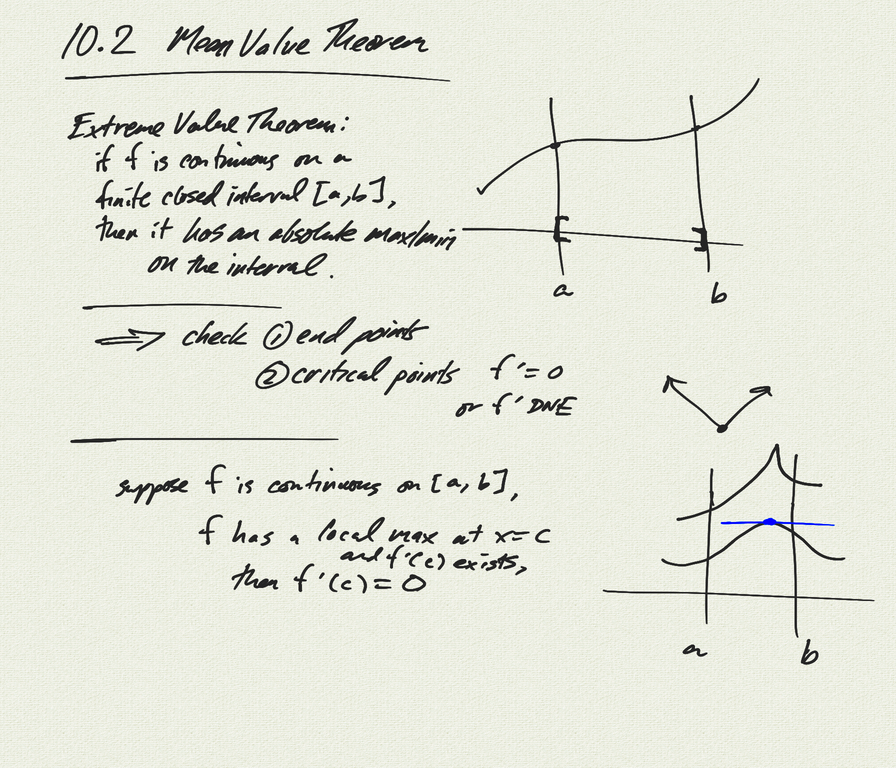 10.2 Mean Value Theorem
Extreme Value Theorem:
if f is continuous on a
finite closed interval [a,b],
then it has an absolute max/min
on the interval.
a
b
⇒ check ① end points
② critical points f'=0
or f' DNE
suppose f is continuous on [a,b],
f has a local max at x=c
and f'(c) exists,
then f'(c)=0
a
b